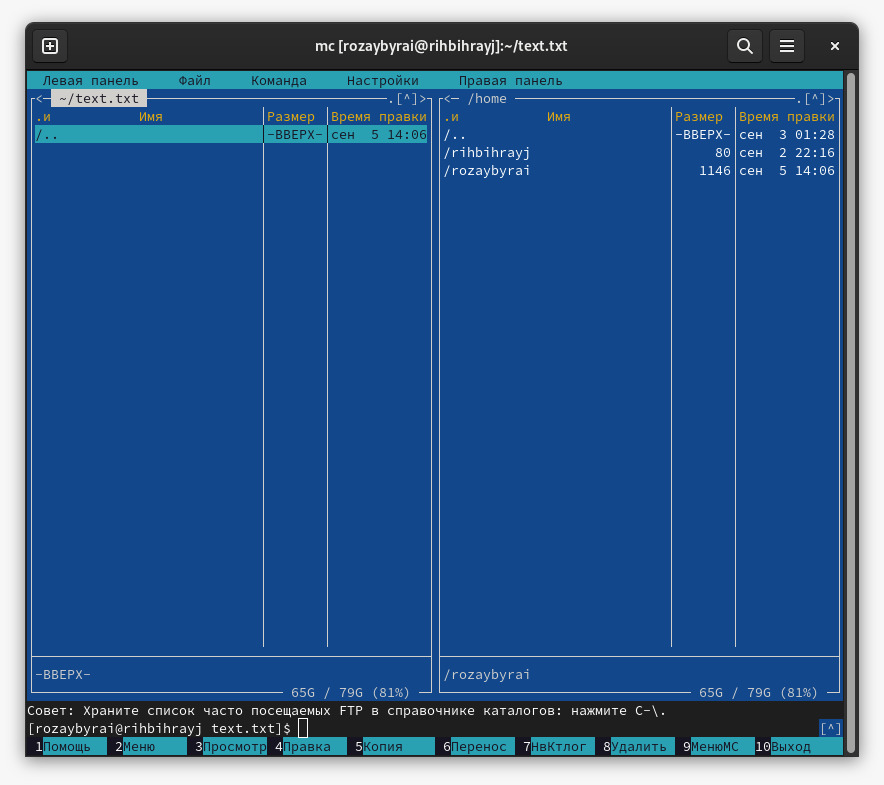 mc [rozaybyrai@rihbihrayj]:~/text.txt
Левая панель Файл Команда Настройки Правая панель
<─ ~/text.txt .[^]> <─ /home .[^]>
.и Имя Размер Время правки .и Имя Размер Время правки
/.. -ВВЕРХ- сен 5 14:06 /.. -ВВЕРХ- сен 3 01:28
/rihbihrayj 80 сен 2 22:16
/rozaybyrai 1146 сен 5 14:06
-ВВЕРХ- /rozaybyrai
65G / 79G (81%) 65G / 79G (81%)
Совет: Храните список часто посещаемых FTP в справочнике каталогов: нажмите C-\.
[rozaybyrai@rihbihrayj text.txt]$ [^]
1Помощь 2Меню 3Просмотр 4Правка 5Копия 6Перенос 7НвКтлог 8Удалить 9МенюMC 10Выход